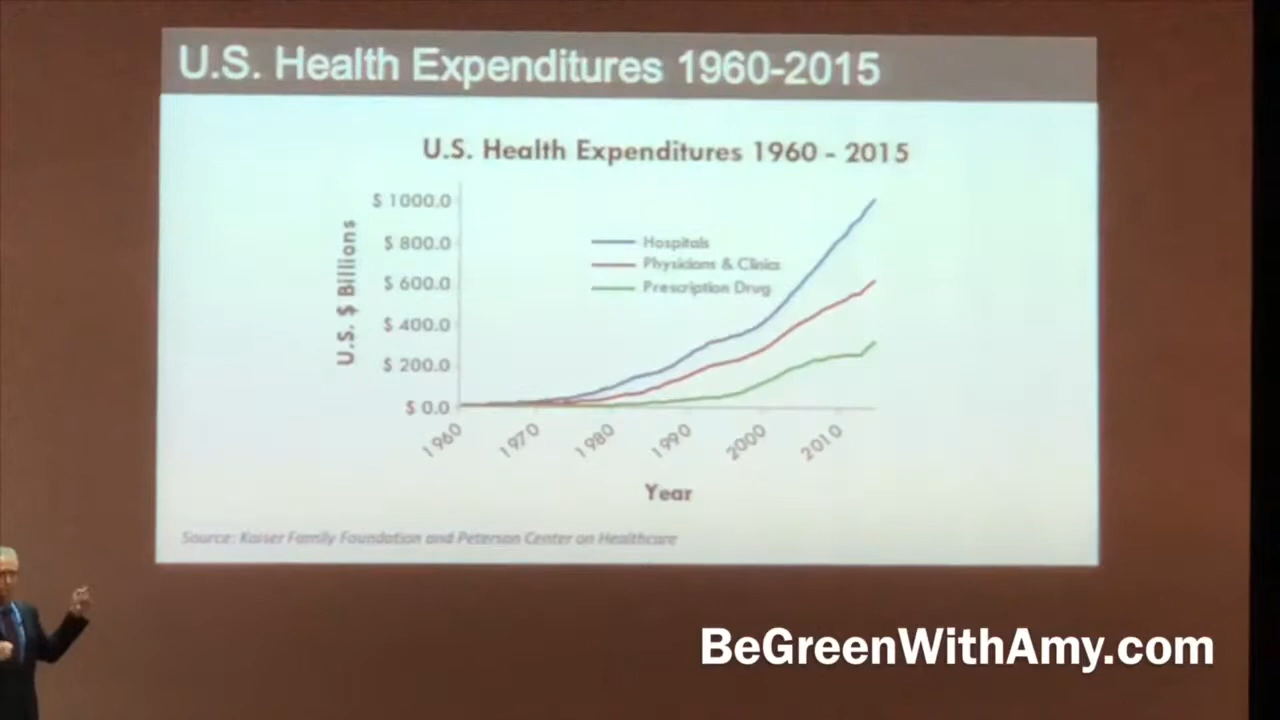 U.S. Health Expenditures 1960-2015
U.S. Health Expenditures 1960 - 2015
U.S. $ Billions
$ 1000.0
$ 800.0
$ 600.0
$ 400.0
$ 200.0
$ 0.0
Hospitals
Physicians & Clinics
Prescription Drug
1960
1970
1980
1990
2000
2010
Year
Source: Kaiser Family Foundation and Peterson Center on Healthcare
BeGreenWithAmy.com